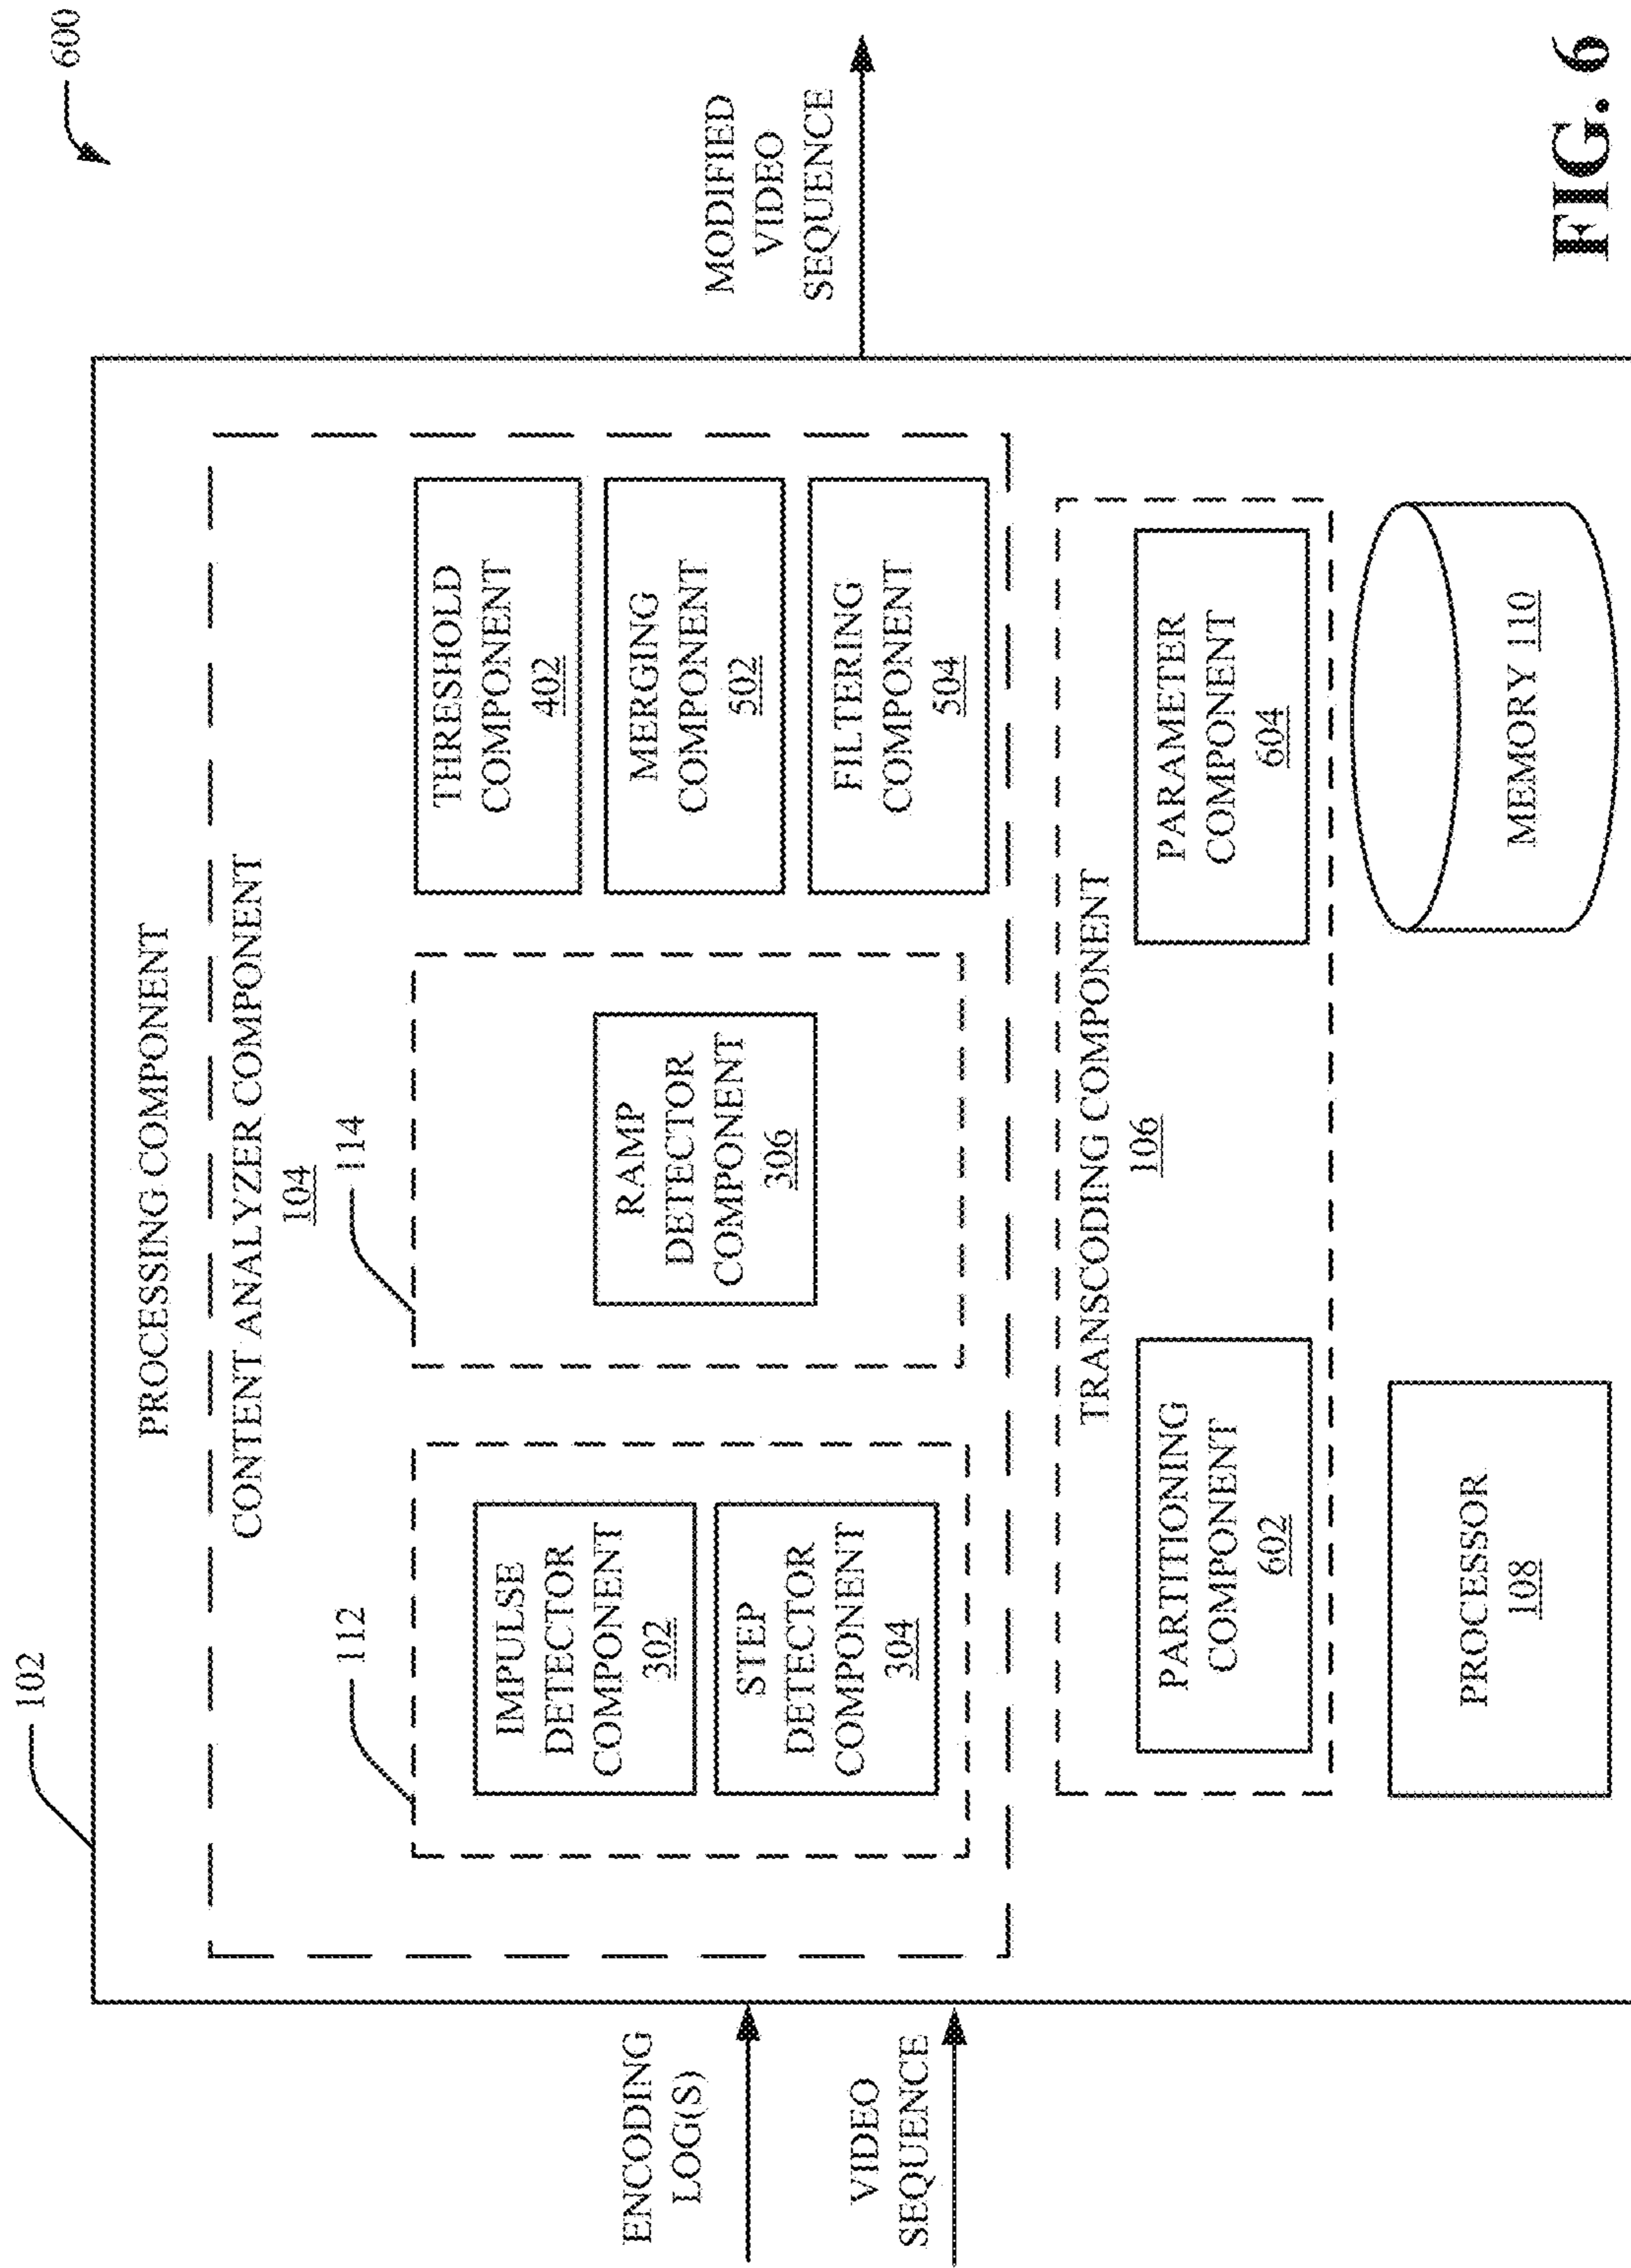 600
102
PROCESSING COMPONENT
CONTENT ANALYZER COMPONENT
104
112
114
IMPULSE
DETECTOR
COMPONENT
302
STEP
DETECTOR
COMPONENT
304
RAMP
DETECTOR
COMPONENT
306
THRESHOLD
COMPONENT
402
MERGING
COMPONENT
502
FILTERING
COMPONENT
504
ENCODING
LOG(S)
VIDEO
SEQUENCE
MODIFIED
VIDEO
SEQUENCE
TRANSCODING COMPONENT
106
PARTITIONING
COMPONENT
602
PARAMETER
COMPONENT
604
PROCESSOR
108
MEMORY 110
FIG. 6